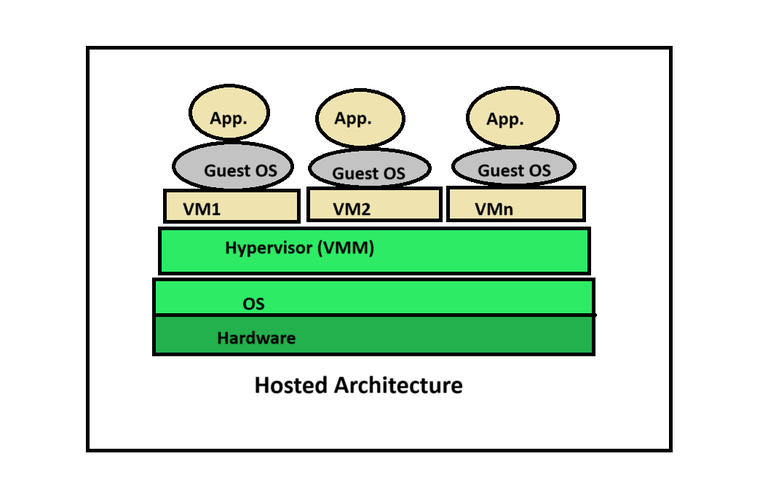 App. App. App.
Guest OS Guest OS Guest OS
VM1 VM2 VMn
Hypervisor (VMM)
OS
Hardware
Hosted Architecture